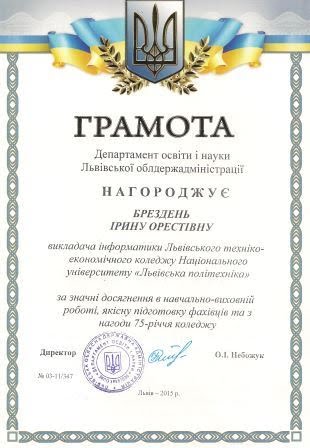 ГРАМОТА
Департамент освіти і науки
Львівської облдержадміністрації
НАГОРОДЖУЄ
БРЕЗДЕНЬ
ІРИНУ ОРЕСТІВНУ
викладача інформатики Львівського техніко-
економічного коледжу Національного
університету «Львівська політехніка»
за значні досягнення в навчально-виховній
роботі, якісну підготовку фахівців та з
нагоди 75-річчя коледжу
Директор О.І. Небожук
№ 03-11/347
Львів – 2015 р.